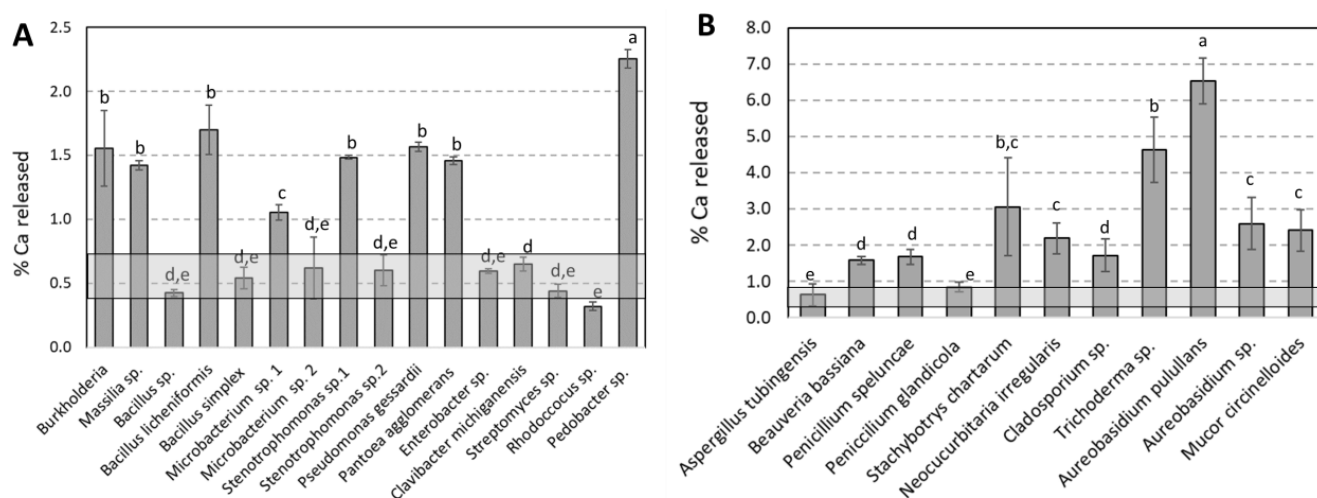 A
% Ca released
2.5
2.0
1.5
1.0
0.5
0.0
b
b
d,e
b
d,e
c
d,e
b
d,e
b
b
d,e
d
d,e
e
a
Burkholderia
Massilia sp.
Bacillus sp.
Bacillus licheniformis
Bacillus simplex
Microbacterium sp. 1
Microbacterium sp. 2
Stenotrophomonas sp.1
Stenotrophomonas sp.2
Pseudomonas gessardii
Pantoea agglomerans
Enterobacter sp.
Clavibacter michiganensis
Streptomyces sp.
Rhodoccocus sp.
Pedobacter sp.
B
% Ca released
8.0
7.0
6.0
5.0
4.0
3.0
2.0
1.0
0.0
e
d
d
e
b,c
c
d
b
a
c
c
Aspergillus tubingensis
Beauveria bassiana
Penicillium speluncae
Peniccilium glandicola
Stachybotrys chartarum
Neocucurbitaria irregularis
Cladosporium sp.
Trichoderma sp.
Aureobasidium pulullans
Aureobasidium sp.
Mucor circinelloides